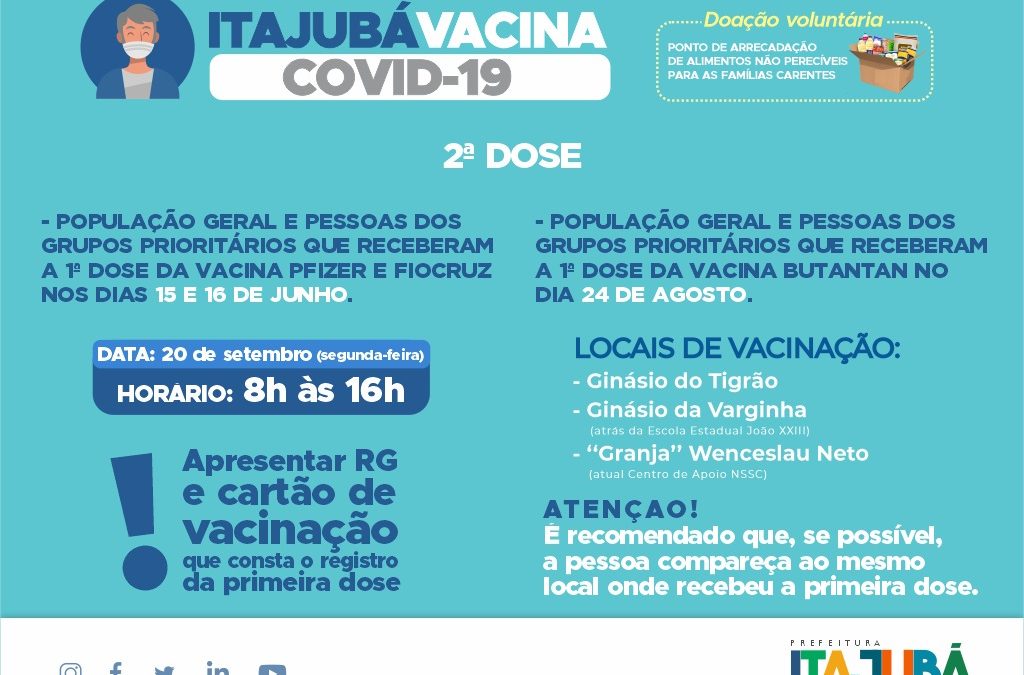 ITAJUBÁVACINA
COVID-19
Doação voluntária
PONTO DE ARRECADAÇÃO
DE ALIMENTOS NÃO PERECÍVEIS
PARA AS FAMÍLIAS CARENTES
2ª DOSE
- POPULAÇÃO GERAL E PESSOAS DOS
GRUPOS PRIORITÁRIOS QUE RECEBERAM
A 1ª DOSE DA VACINA PFIZER E FIOCRUZ
NOS DIAS 15 E 16 DE JUNHO.
- POPULAÇÃO GERAL E PESSOAS DOS
GRUPOS PRIORITÁRIOS QUE RECEBERAM
A 1ª DOSE DA VACINA BUTANTAN NO
DIA 24 DE AGOSTO.
DATA: 20 de setembro (segunda-feira)
HORÁRIO: 8h às 16h
! Apresentar RG
e cartão de
vacinação
que consta o registro
da primeira dose
LOCAIS DE VACINAÇÃO:
- Ginásio do Tigrão
- Ginásio da Varginha
(atrás da Escola Estadual João XXIII)
- “Granja” Wenceslau Neto
(atual Centro de Apoio NSSC)
ATENÇAO!
É recomendado que, se possível,
a pessoa compareça ao mesmo
local onde recebeu a primeira dose.
PREFEITURA
ITAJUBÁ